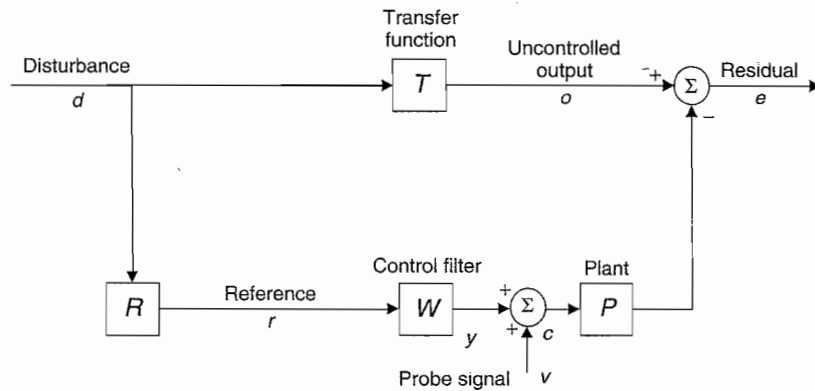 Transfer
function
Disturbance
d
T
Uncontrolled
output
o
+
Σ
−
Residual
e
R
Reference
r
Control filter
W
y
+
+
Σ
c
Plant
P
Probe signal
v